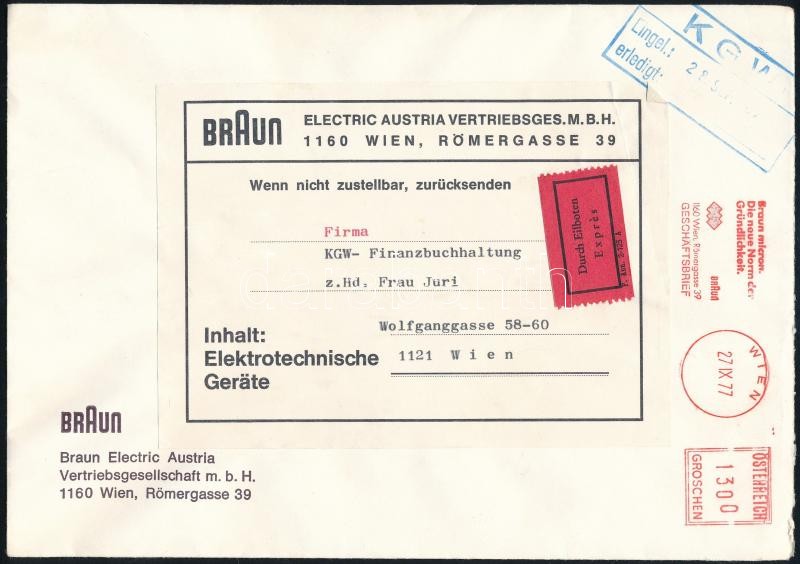 KGW
Eingel.:
erledigt:
28
BRAUN
ELECTRIC AUSTRIA VERTRIEBSGES.M.B.H.
1160 WIEN, RÖMERGASSE 39
Wenn nicht zustellbar, zurücksenden
Durch Eilboten
Exprès
Firma
KGW- Finanzbuchhaltung
z.Hd. Frau Juri
Wolfganggasse 58-60
1121 Wien
Inhalt:
Elektrotechnische
Geräte
Braun micron.
Die neue Norm der
Gründlichkeit.
BRAUN
1160 Wien, Römergasse 39
GESCHÄFTSBRIEF
WIEN
27 IX 77
ÖSTERREICH
1300
GROSCHEN
BRAUN
Braun Electric Austria
Vertriebsgesellschaft m. b. H.
1160 Wien, Römergasse 39